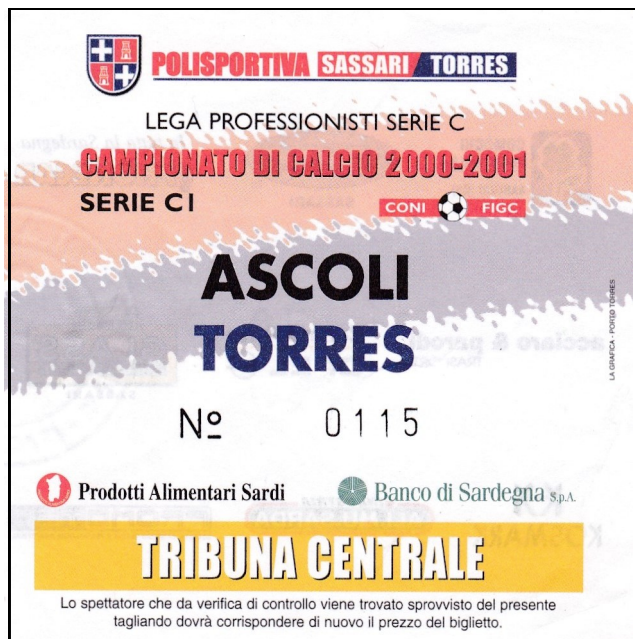 POLISPORTIVA SASSARI TORRES
LEGA PROFESSIONISTI SERIE C
CAMPIONATO DI CALCIO 2000-2001
SERIE C1
CONI FIGC
ASCOLI
TORRES
LA GRAFICA - PORTO TORRES
Nº 0115
Prodotti Alimentari Sardi
Banco di Sardegna S.p.A.
TRIBUNA CENTRALE
Lo spettatore che da verifica di controllo viene trovato sprovvisto del presente
tagliando dovrà corrispondere di nuovo il prezzo del biglietto.